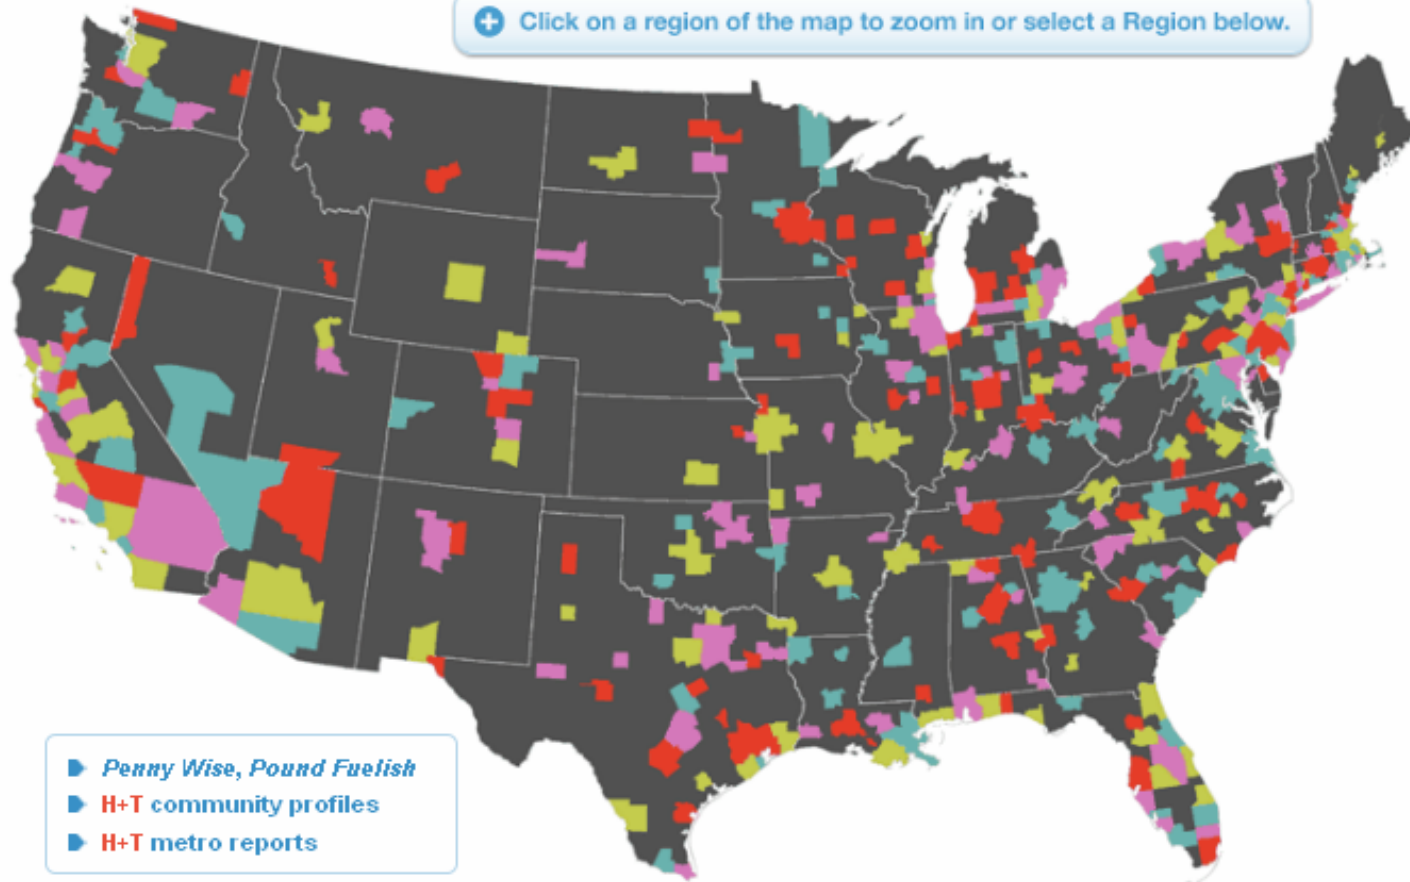 Click on a region of the map to zoom in or select a Region below.
Penny Wise, Pound Fuelish
H+T community profiles
H+T metro reports